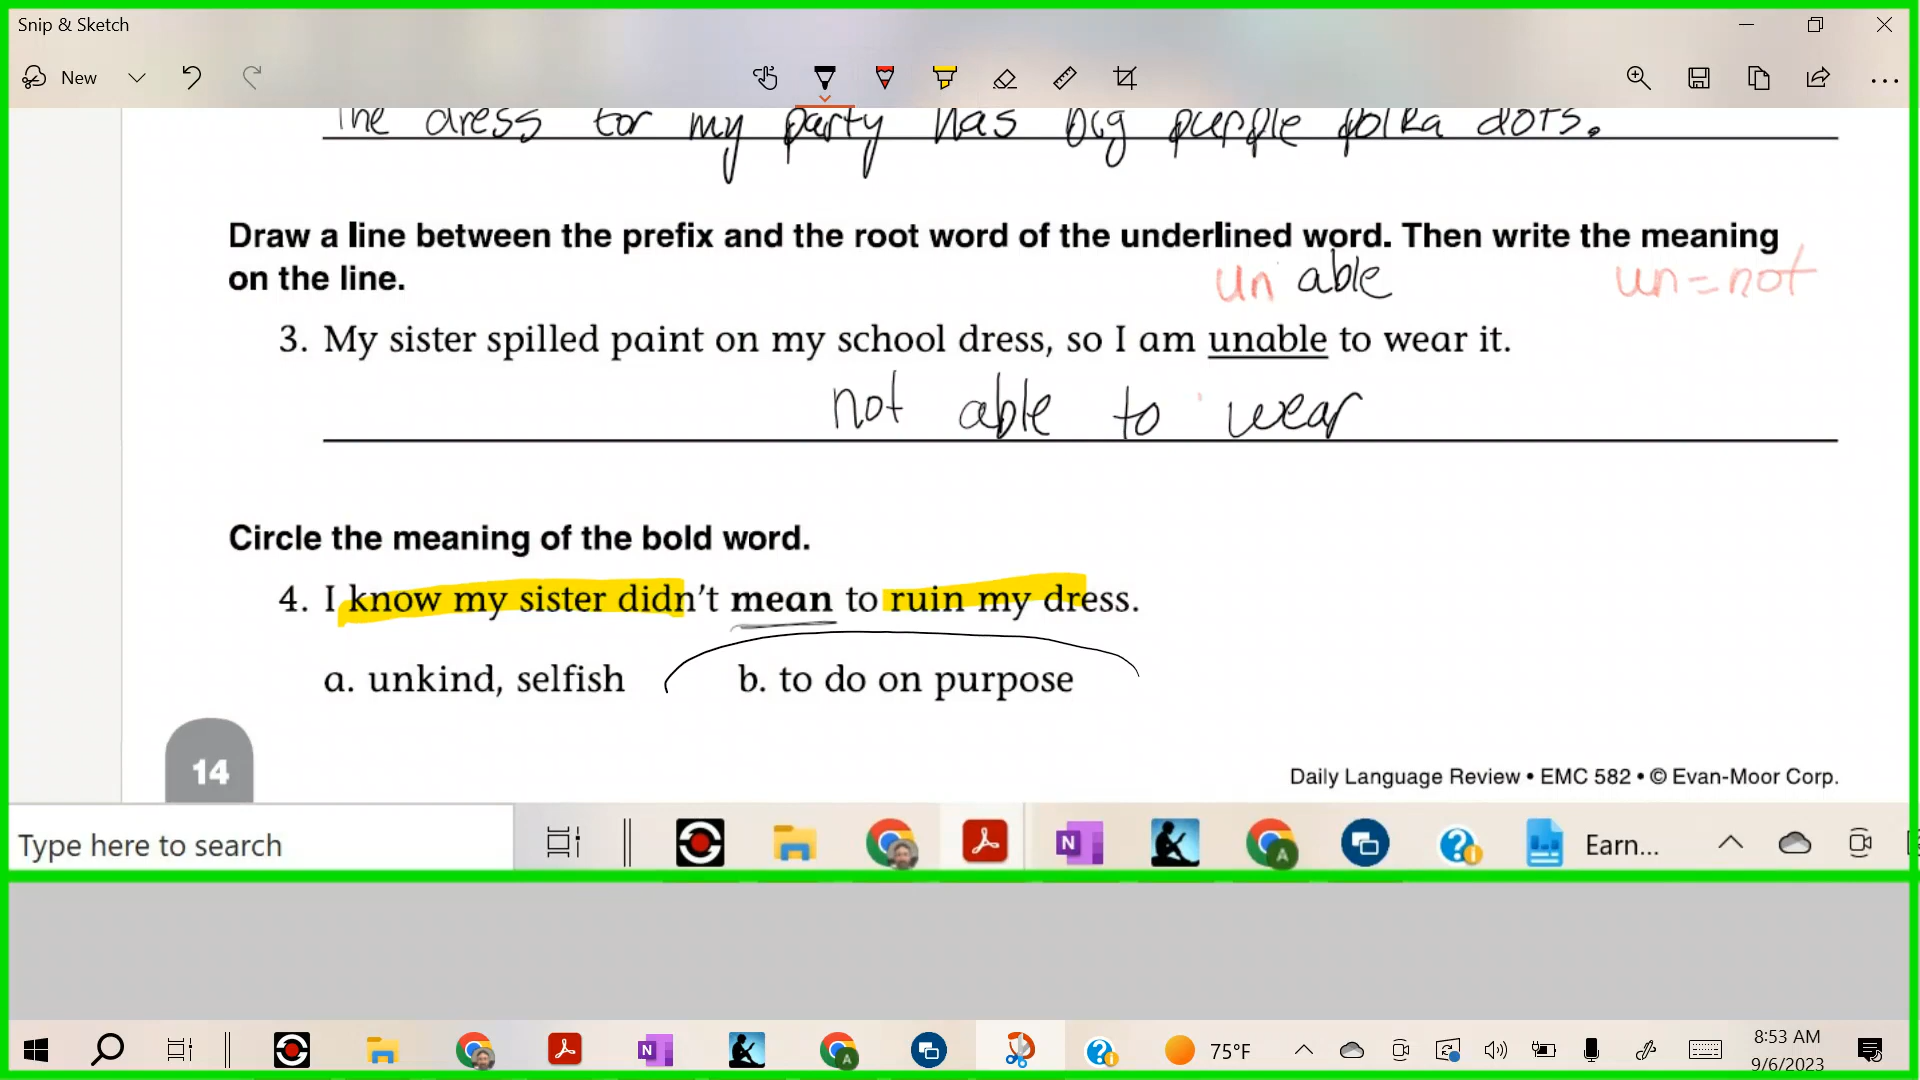 Snip & Sketch
New
The dress for my party has big purple polka dots.
Draw a line between the prefix and the root word of the underlined word. Then write the meaning
on the line.
un able un=not
3. My sister spilled paint on my school dress, so I am unable to wear it.
not able to wear
Circle the meaning of the bold word.
4. I know my sister didn't mean to ruin my dress.
a. unkind, selfish b. to do on purpose
14
Daily Language Review • EMC 582 • © Evan-Moor Corp.
Type here to search
N
A
Earn...
N
A
75°F
8:53 AM
9/6/2023